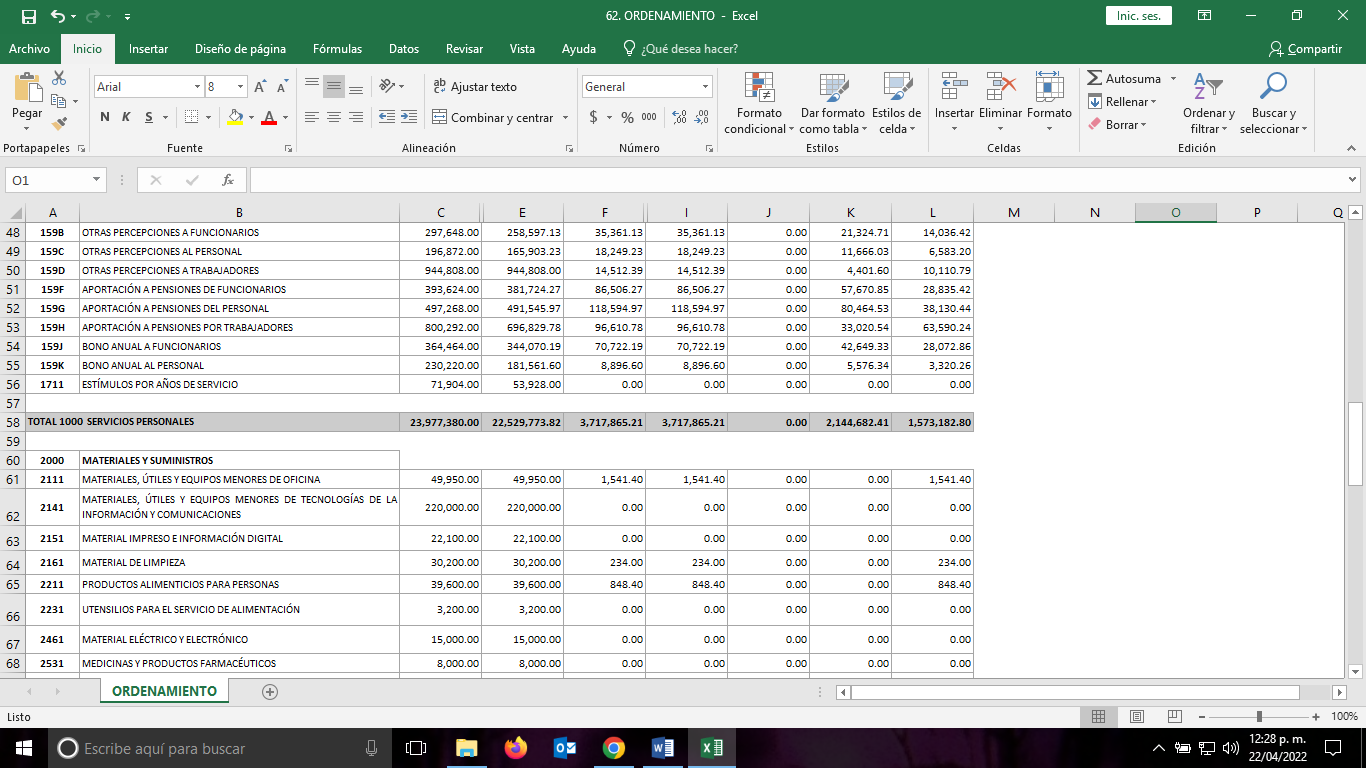 62. ORDENAMIENTO - Excel
Inic. ses.
Archivo Inicio Insertar Diseño de página Fórmulas Datos Revisar Vista Ayuda ¿Qué desea hacer? Compartir
Pegar
Portapapeles
Arial 8
N K S
Fuente
Ajustar texto
Combinar y centrar
Alineación
General
$ % 000
Número
Formato condicional
Dar formato como tabla
Estilos de celda
Estilos
Insertar Eliminar Formato
Celdas
Autosuma
Rellenar
Borrar
Ordenar y filtrar
Buscar y seleccionar
Edición
O1 fx
A B C E F I J K L M N O P Q
48 159B OTRAS PERCEPCIONES A FUNCIONARIOS 297,648.00 258,597.13 35,361.13 35,361.13 0.00 21,324.71 14,036.42
49 159C OTRAS PERCEPCIONES AL PERSONAL 196,872.00 165,903.23 18,249.23 18,249.23 0.00 11,666.03 6,583.20
50 159D OTRAS PERCEPCIONES A TRABAJADORES 944,808.00 944,808.00 14,512.39 14,512.39 0.00 4,401.60 10,110.79
51 159F APORTACIÓN A PENSIONES DE FUNCIONARIOS 393,624.00 381,724.27 86,506.27 86,506.27 0.00 57,670.85 28,835.42
52 159G APORTACIÓN A PENSIONES DEL PERSONAL 497,268.00 491,545.97 118,594.97 118,594.97 0.00 80,464.53 38,130.44
53 159H APORTACIÓN A PENSIONES POR TRABAJADORES 800,292.00 696,829.78 96,610.78 96,610.78 0.00 33,020.54 63,590.24
54 159J BONO ANUAL A FUNCIONARIOS 364,464.00 344,070.19 70,722.19 70,722.19 0.00 42,649.33 28,072.86
55 159K BONO ANUAL AL PERSONAL 230,220.00 181,561.60 8,896.60 8,896.60 0.00 5,576.34 3,320.26
56 1711 ESTÍMULOS POR AÑOS DE SERVICIO 71,904.00 53,928.00 0.00 0.00 0.00 0.00 0.00
57
58 TOTAL 1000 SERVICIOS PERSONALES 23,977,380.00 22,529,773.82 3,717,865.21 3,717,865.21 0.00 2,144,682.41 1,573,182.80
59
60 2000 MATERIALES Y SUMINISTROS
61 2111 MATERIALES, ÚTILES Y EQUIPOS MENORES DE OFICINA 49,950.00 49,950.00 1,541.40 1,541.40 0.00 0.00 1,541.40
62 2141 MATERIALES, ÚTILES Y EQUIPOS MENORES DE TECNOLOGÍAS DE LA
INFORMACIÓN Y COMUNICACIONES 220,000.00 220,000.00 0.00 0.00 0.00 0.00 0.00
63 2151 MATERIAL IMPRESO E INFORMACIÓN DIGITAL 22,100.00 22,100.00 0.00 0.00 0.00 0.00 0.00
64 2161 MATERIAL DE LIMPIEZA 30,200.00 30,200.00 234.00 234.00 0.00 0.00 234.00
65 2211 PRODUCTOS ALIMENTICIOS PARA PERSONAS 39,600.00 39,600.00 848.40 848.40 0.00 0.00 848.40
66 2231 UTENSILIOS PARA EL SERVICIO DE ALIMENTACIÓN 3,200.00 3,200.00 0.00 0.00 0.00 0.00 0.00
67 2461 MATERIAL ELÉCTRICO Y ELECTRÓNICO 15,000.00 15,000.00 0.00 0.00 0.00 0.00 0.00
68 2531 MEDICINAS Y PRODUCTOS FARMACÉUTICOS 8,000.00 8,000.00 0.00 0.00 0.00 0.00 0.00
ORDENAMIENTO
Listo 100%
Escribe aquí para buscar
12:28 p. m.
22/04/2022